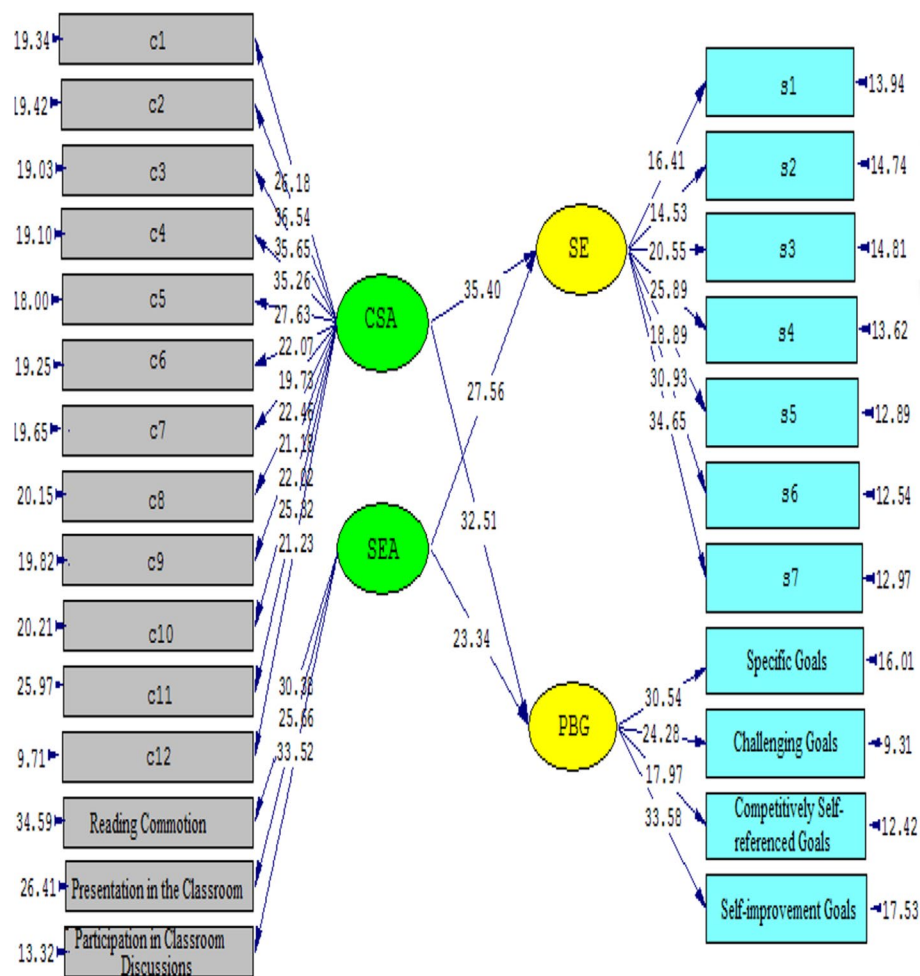 19.34
c1
19.42
c2
19.03
c3
19.10
c4
18.00
c5
19.25
c6
19.65
c7
20.15
c8
19.82
c9
20.21
c10
25.97
c11
9.71
c12
34.59
Reading Commotion
26.41
Presentation in the Classroom
13.32
Participation in Classroom
Discussions
26.18
36.54
35.65
35.26
27.63
22.07
19.73
22.46
21.18
22.02
25.82
21.23
30.38
25.66
33.52
CSA
SEA
35.40
27.56
32.51
23.34
SE
PBG
16.41
14.53
20.55
25.89
18.89
30.93
34.65
30.54
24.28
17.97
33.58
s1
13.94
s2
14.74
s3
14.81
s4
13.62
s5
12.89
s6
12.54
s7
12.97
Specific Goals
16.01
Challenging Goals
9.31
Competitively Self-
referenced Goals
12.42
Self-improvement Goals
17.53